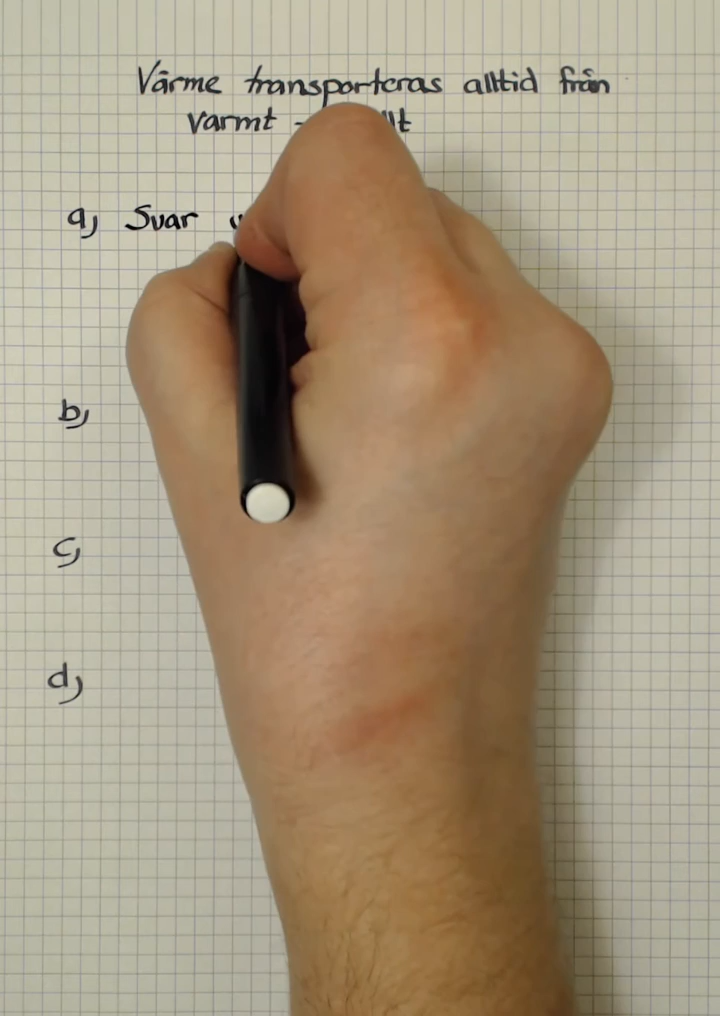 Värme transporteras alltid från
varmt -
a) Svar
b)
c)
d)